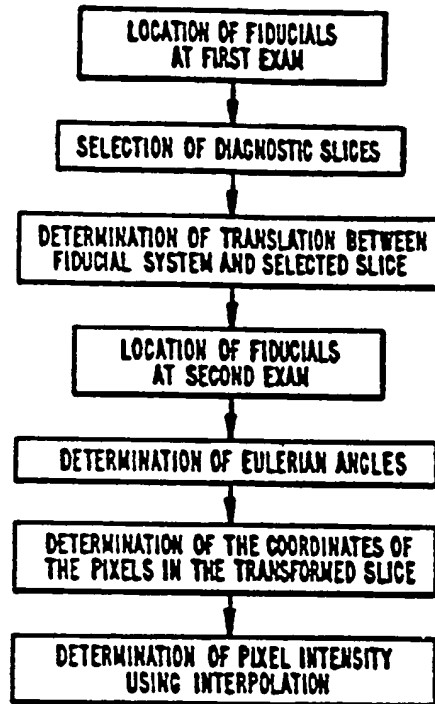 LOCATION OF FIDUCIALS
AT FIRST EXAM
SELECTION OF DIAGNOSTIC SLICES
DETERMINATION OF TRANSLATION BETWEEN
FIDUCIAL SYSTEM AND SELECTED SLICE
LOCATION OF FIDUCIALS
AT SECOND EXAM
DETERMINATION OF EULERIAN ANGLES
DETERMINATION OF THE COORDINATES OF
THE PIXELS IN THE TRANSFORMED SLICE
DETERMINATION OF PIXEL INTENSITY
USING INTERPOLATION